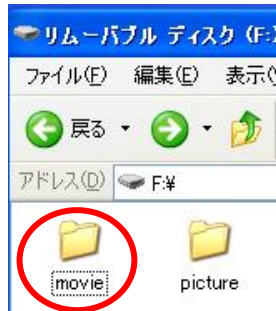 リムーバブル ディスク (F:)
ファイル(F) 編集(E) 表示(V
戻る
アドレス(D) F:¥
movie picture